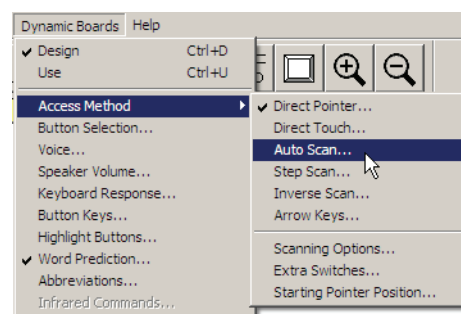 Dynamic Boards Help
Design Ctrl+D
Use Ctrl+U
Access Method
Button Selection...
Voice...
Speaker Volume...
Keyboard Response...
Button Keys...
Highlight Buttons...
Word Prediction...
Abbreviations...
Infrared Commands...
Direct Pointer...
Direct Touch...
Auto Scan...
Step Scan...
Inverse Scan...
Arrow Keys...
Scanning Options...
Extra Switches...
Starting Pointer Position...